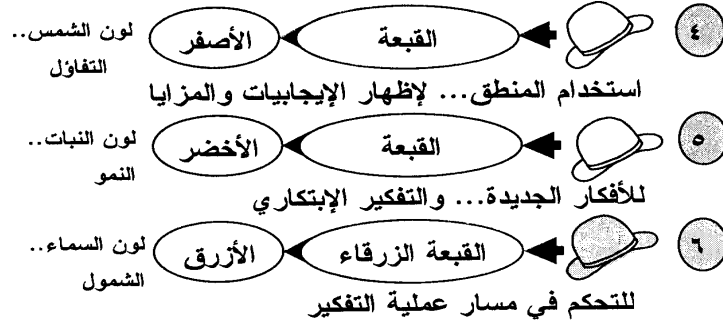 ٤ القبعة الأصفر لون الشمس..
التفاؤل
استخدام المنطق... لإظهار الإيجابيات والمزايا
٥ القبعة الأخضر لون النبات..
النمو
للأفكار الجديدة... والتفكير الإبتكاري
٦ القبعة الزرقاء الأزرق لون السماء..
الشمول
للتحكم في مسار عملية التفكير